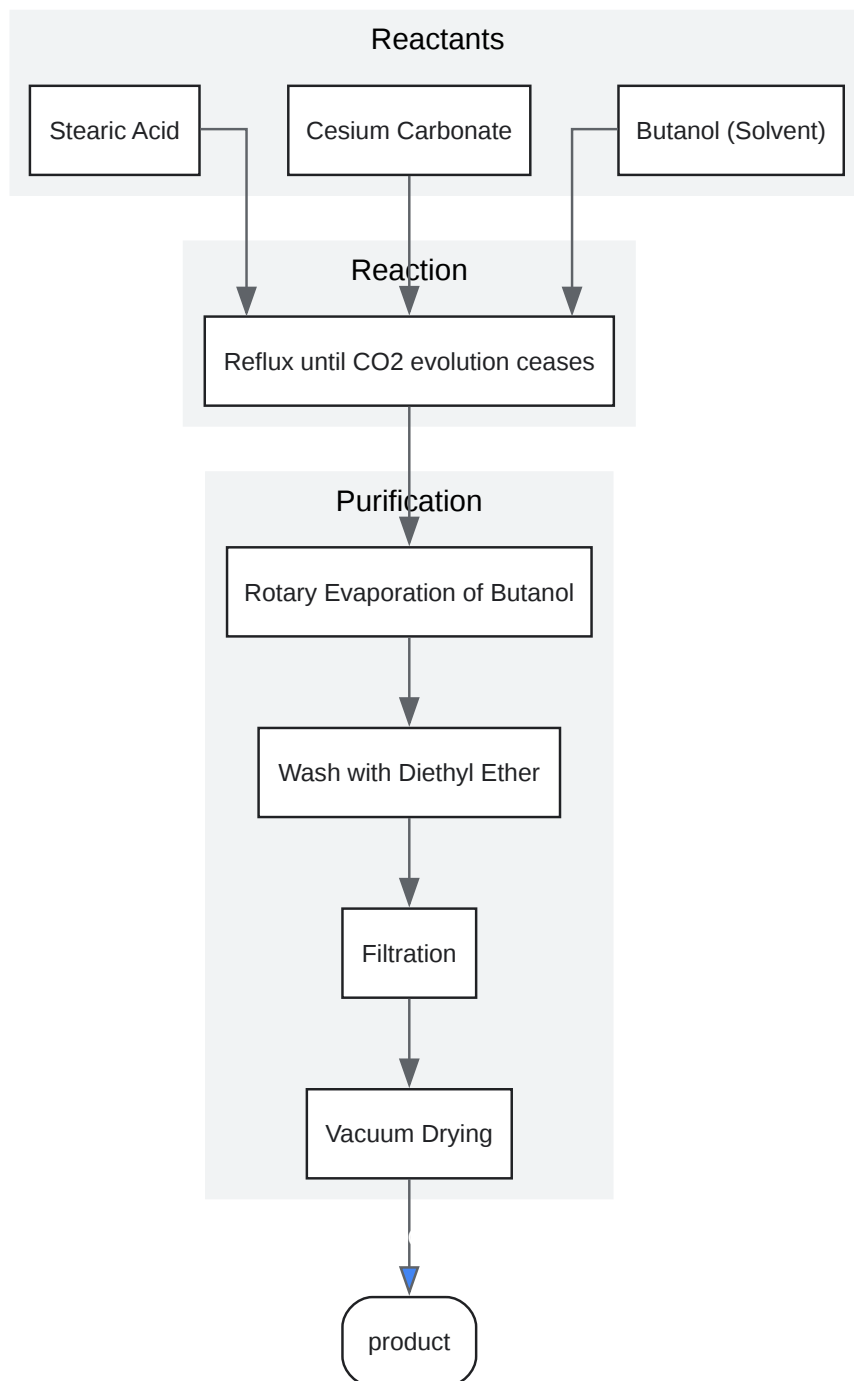 Reactants
Stearic Acid
Cesium Carbonate
Butanol (Solvent)
Reaction
Reflux until CO2 evolution ceases
Purification
Rotary Evaporation of Butanol
Wash with Diethyl Ether
Filtration
Vacuum Drying
product